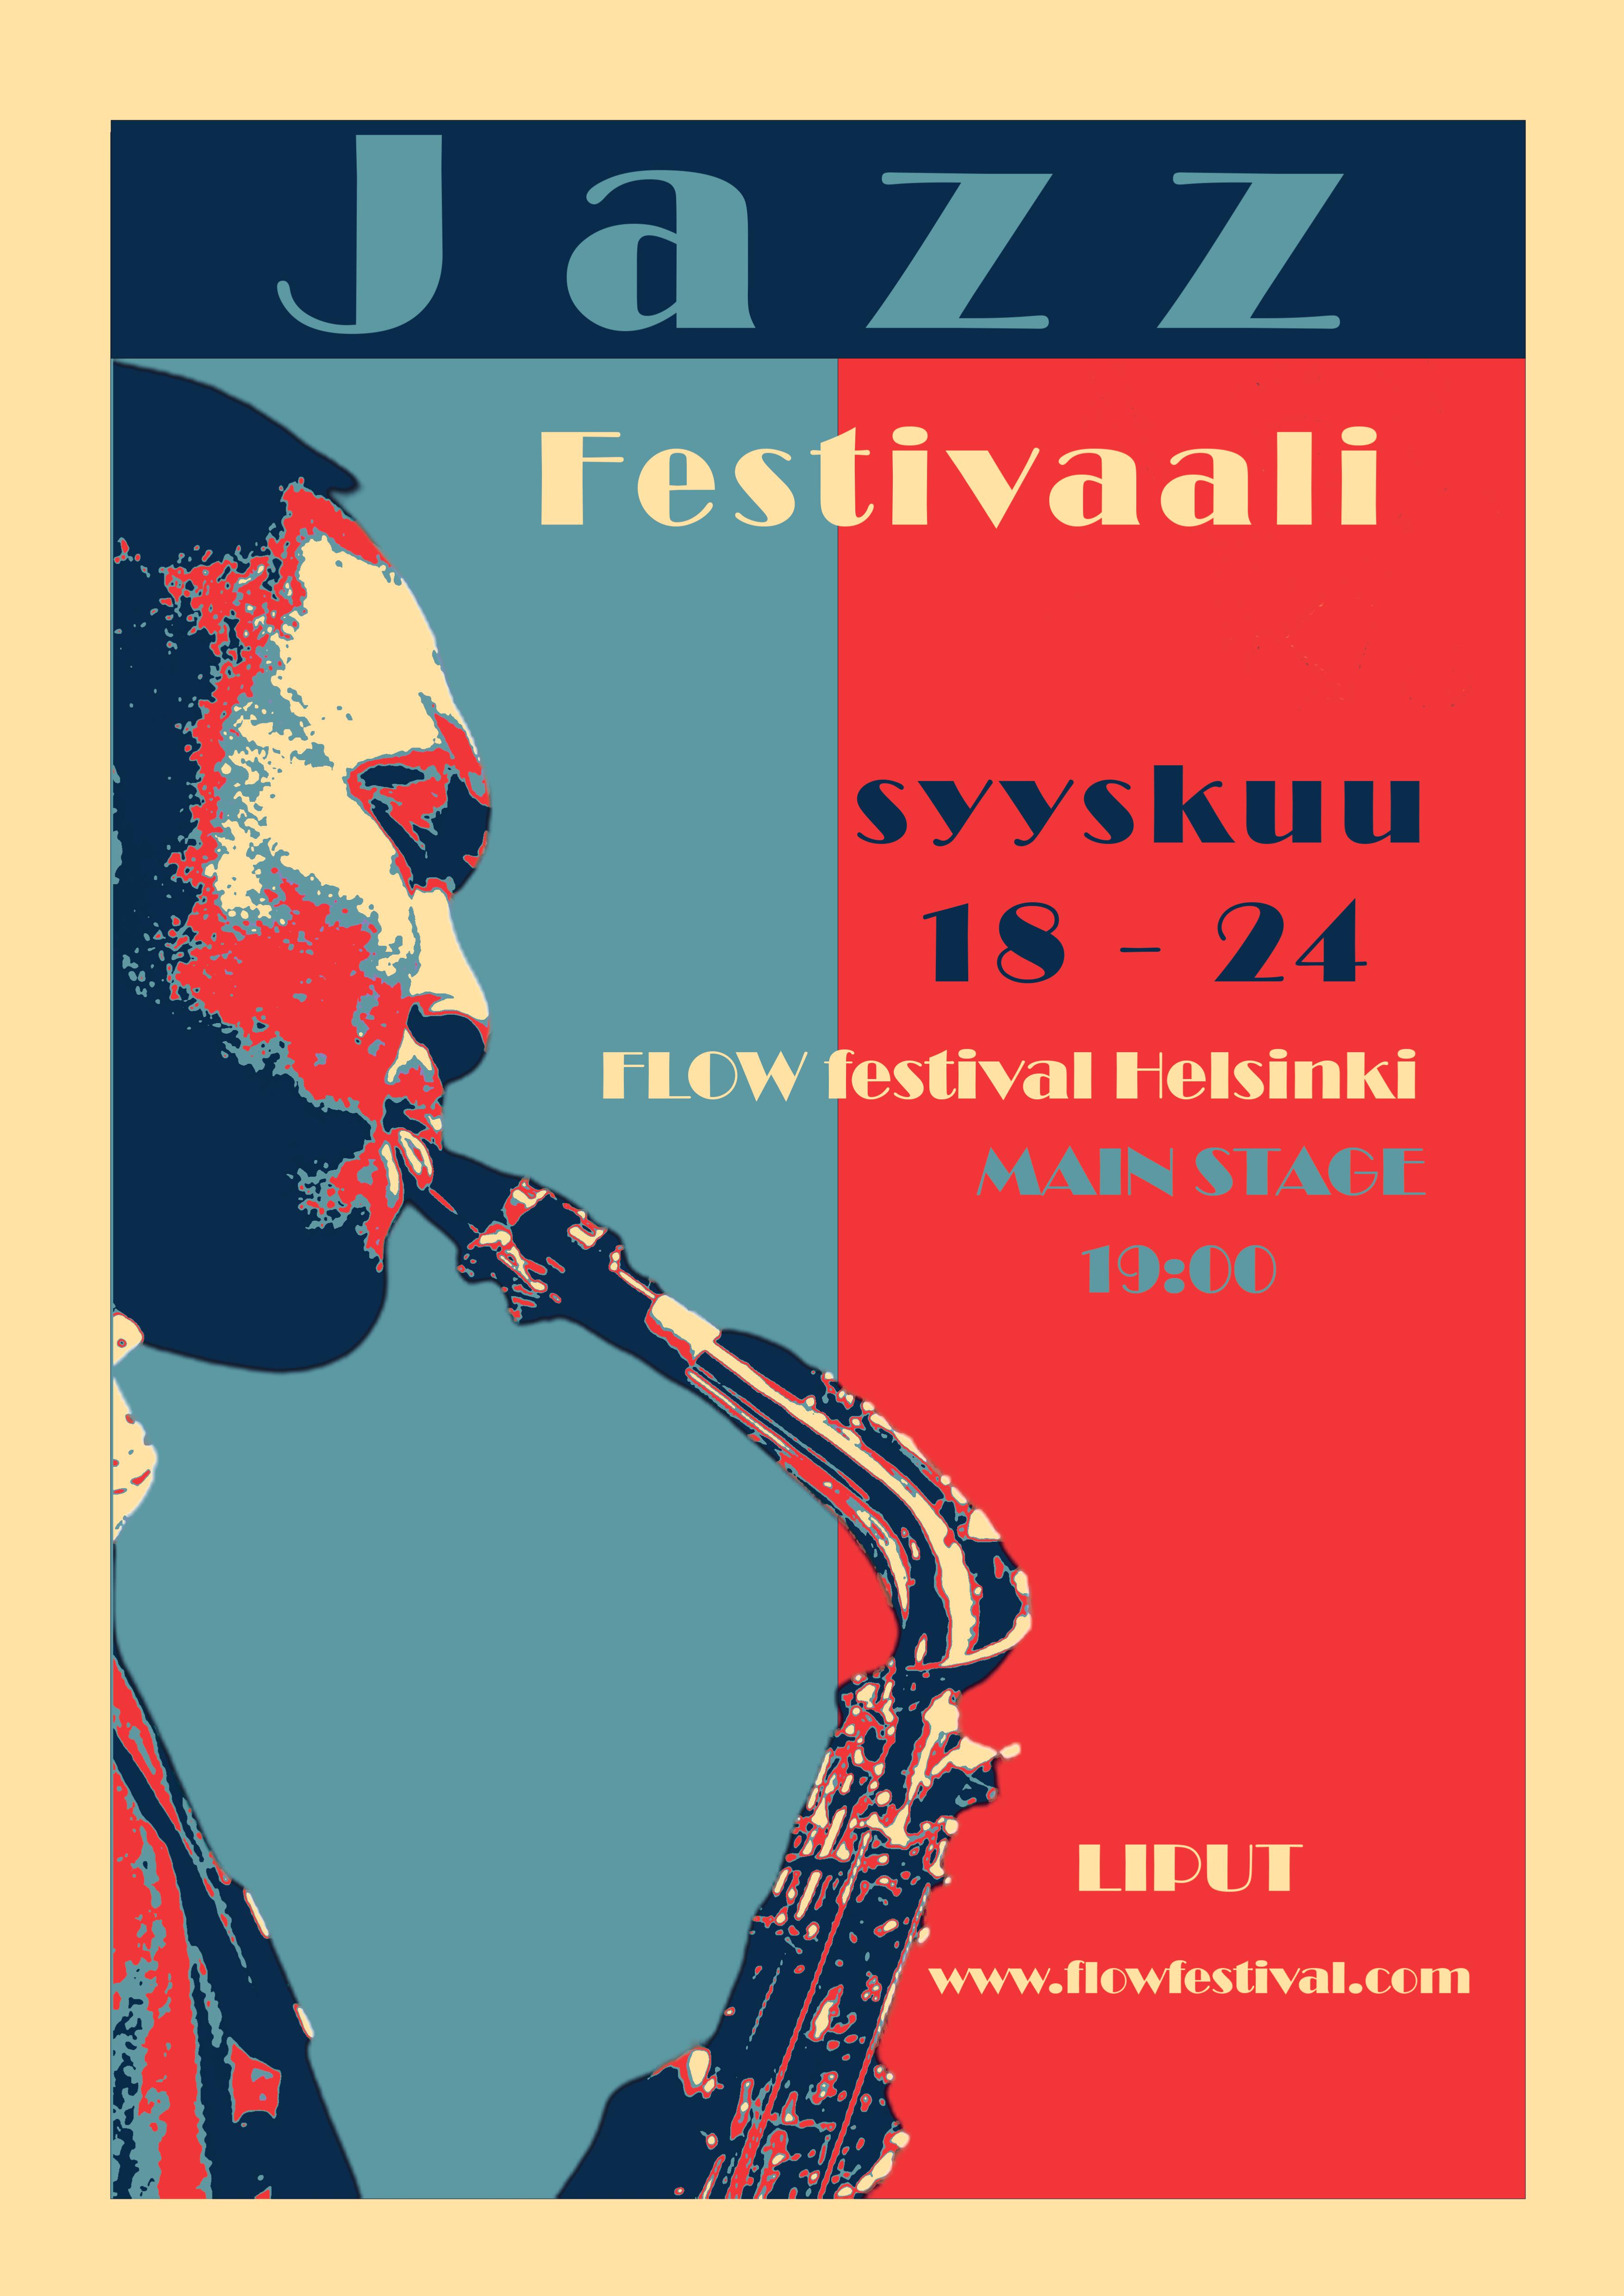 Jazz
Festivaali
syyskuu
18 - 24
FLOW festival Helsinki
MAIN STAGE
19:00
LIPUT
www.flowfestival.com